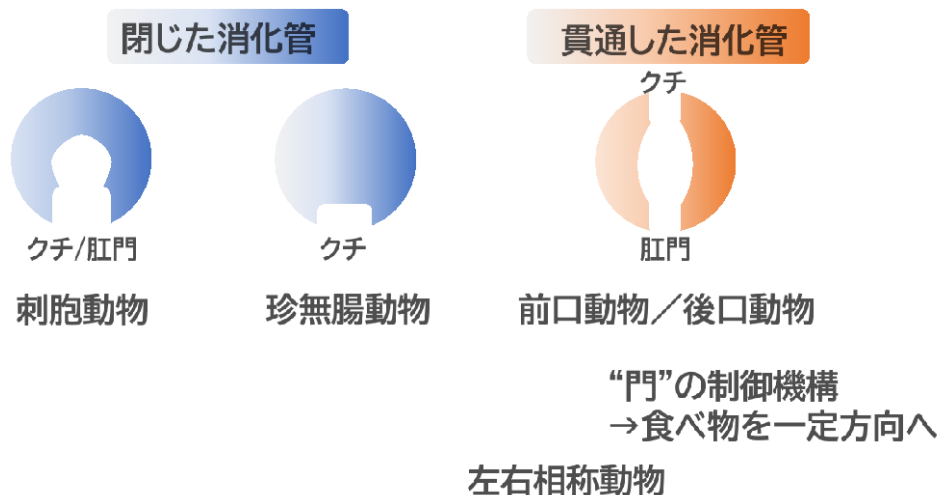 閉じた消化管
貫通した消化管
クチ
クチ/肛門
クチ
肛門
刺胞動物
珍無腸動物
前口動物／後口動物
“門”の制御機構
→食べ物を一定方向へ
左右相称動物